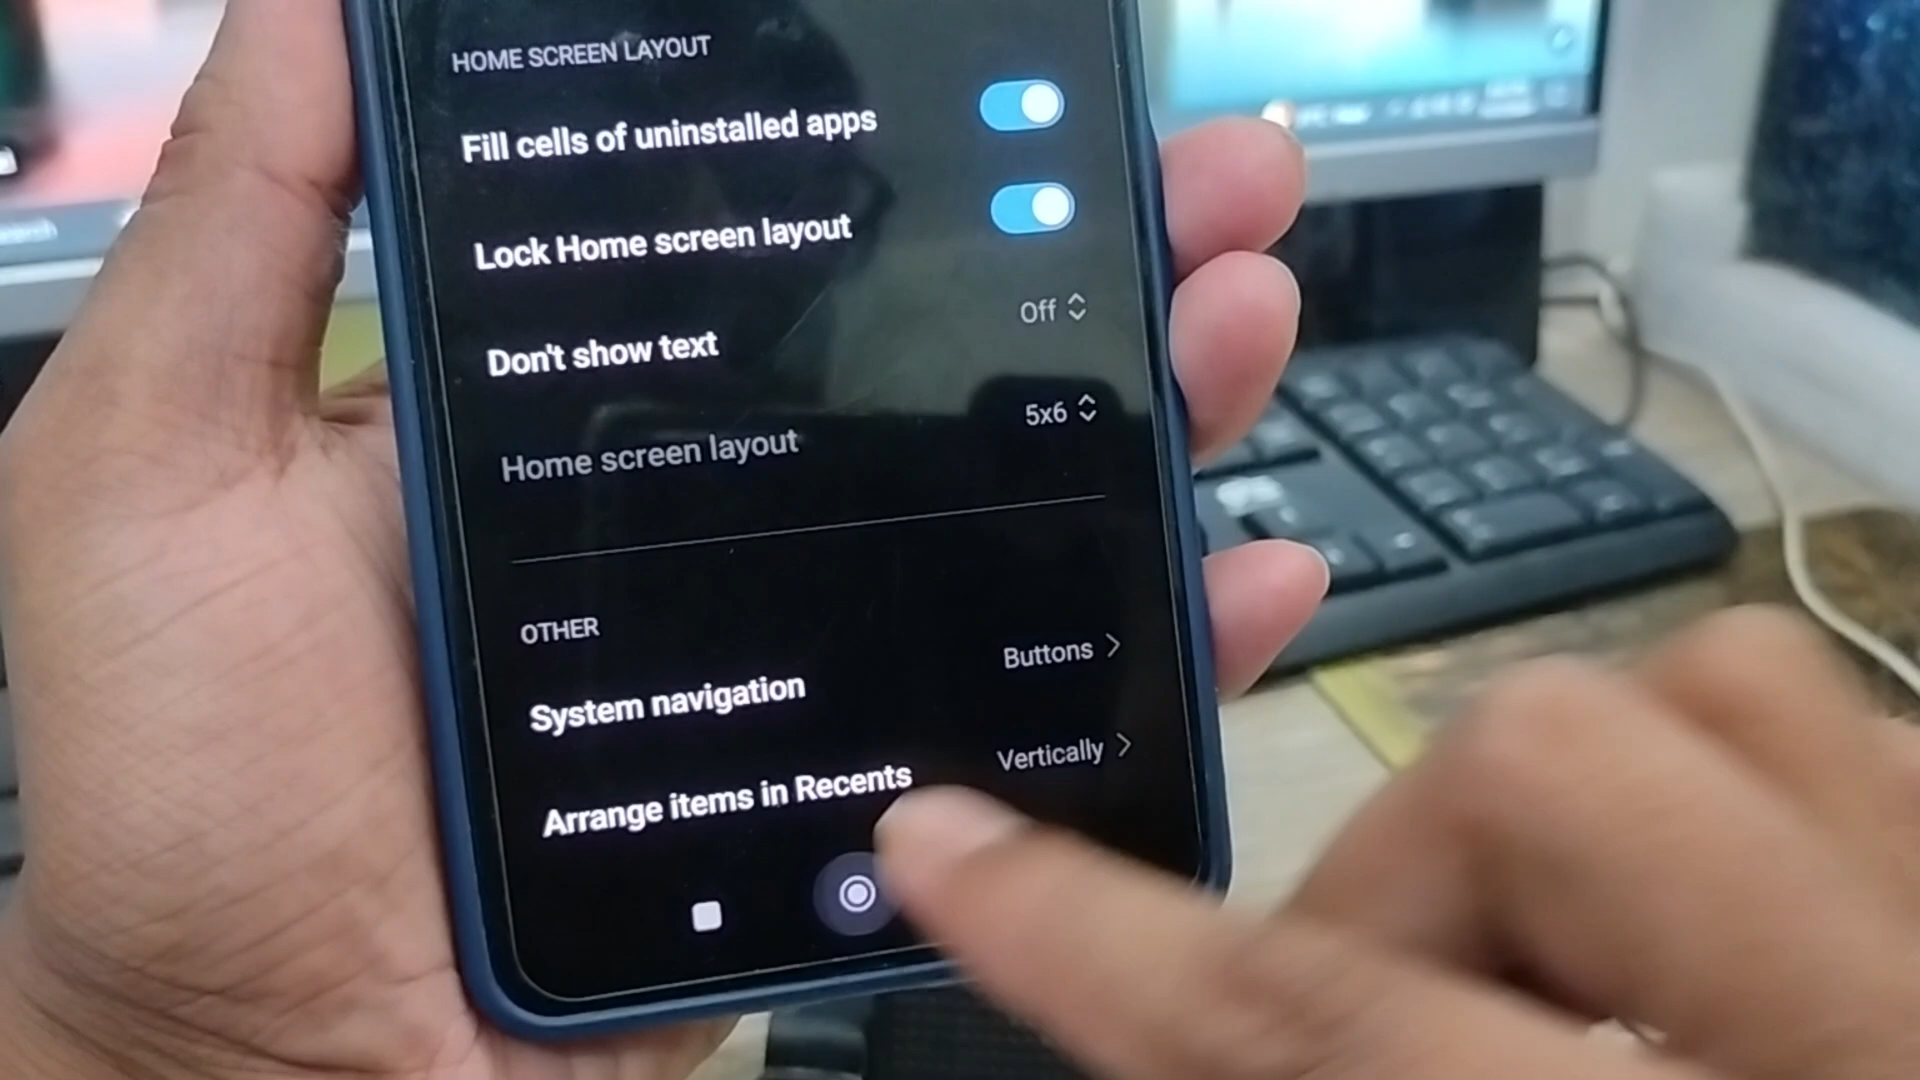 HOME SCREEN LAYOUT
Fill cells of uninstalled apps
Lock Home screen layout
Don't show text
Off
Home screen layout
5x6
OTHER
System navigation
Buttons
Arrange items in Recents
Vertically